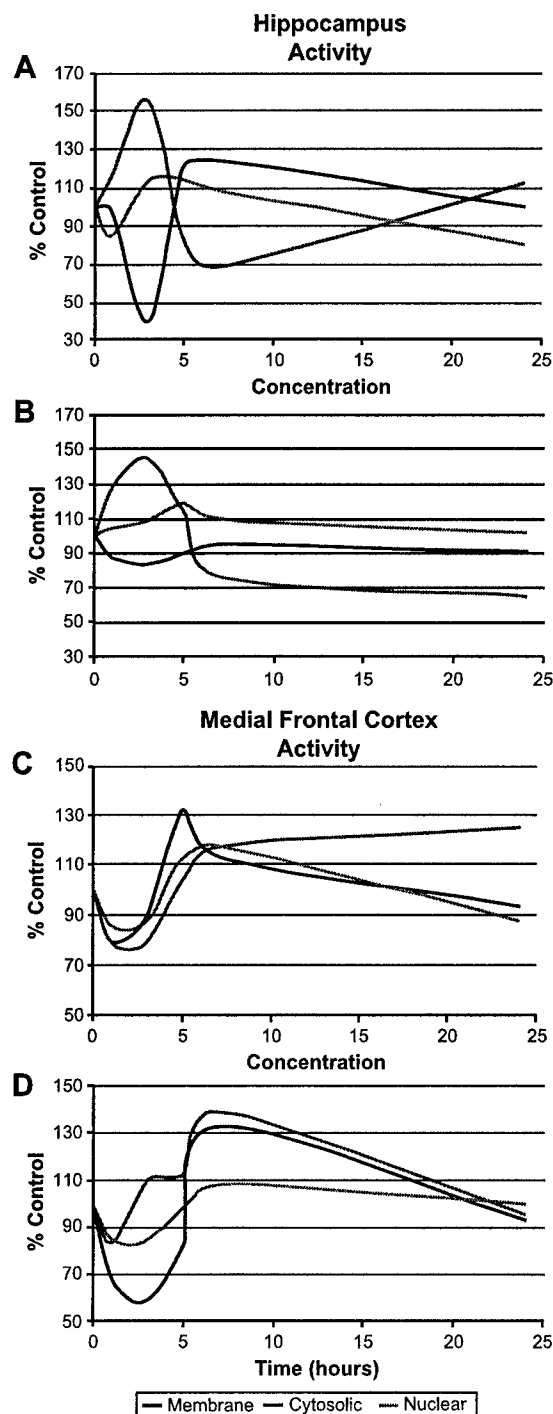 Hippocampus
Activity
A
170
150
130
110
90
70
50
30
% Control
0 5 10 15 20 25
Concentration
B
170
150
130
110
90
70
50
30
% Control
0 5 10 15 20 25
Medial Frontal Cortex
Activity
C
150
130
110
90
70
50
% Control
0 5 10 15 20 25
Concentration
D
150
130
110
90
70
50
% Control
0 5 10 15 20 25
Time (hours)
Membrane Cytosolic Nuclear